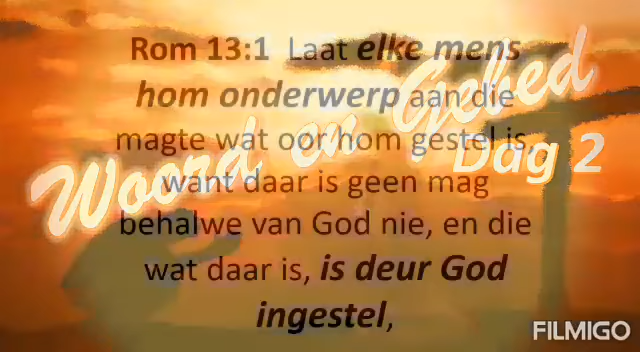 Rom 13:1 Laat elke mens
hom onderwerp aan die
magte wat oor hom gestel is,
want daar is geen mag
behalwe van God nie, en die
wat daar is, is deur God
ingestel,
Woord en Gebed
Dag 2
FILMIGO